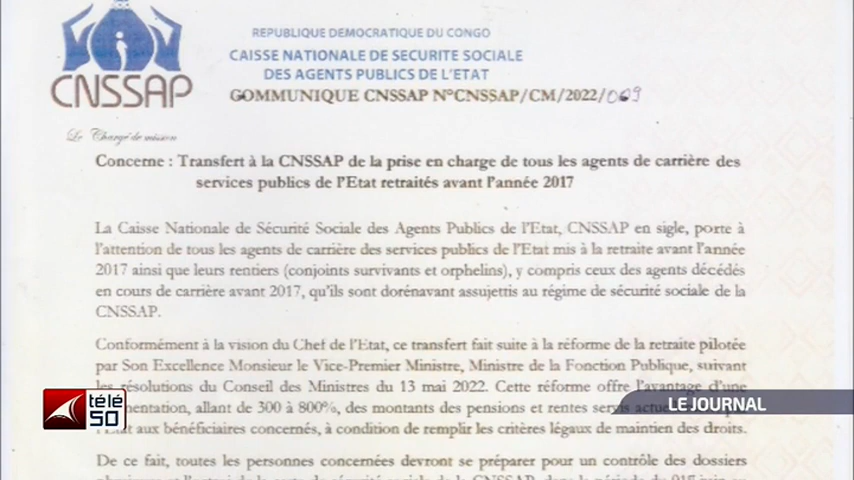 REPUBLIQUE DEMOCRATIQUE DU CONGO
CAISSE NATIONALE DE SECURITE SOCIALE
DES AGENTS PUBLICS DE L'ETAT
CNSSAP
COMMUNIQUE CNSSAP N°CNSSAP/CM/2022/009
Le Chargé de mission
Concerne : Transfert à la CNSSAP de la prise en charge de tous les agents de carrière des
services publics de l'Etat retraités avant l'année 2017
La Caisse Nationale de Sécurité Sociale des Agents Publics de l'Etat, CNSSAP en sigle, porte à
l'attention de tous les agents de carrière des services publics de l'Etat mis à la retraite avant l'année
2017 ainsi que leurs rentiers (conjoints survivants et orphelins), y compris ceux des agents décédés
en cours de carrière avant 2017, qu'ils sont dorénavant assujettis au régime de sécurité sociale de la
CNSSAP.
Conformément à la vision du Chef de l'Etat, ce transfert fait suite à la réforme de la retraite pilotée
par Son Excellence Monsieur le Vice-Premier Ministre, Ministre de la Fonction Publique, suivant
les résolutions du Conseil des Ministres du 13 mai 2022. Cette réforme offre l'avantage d'une
mentation, allant de 300 à 800%, des montants des pensions et rentes
l'Etat aux bénéficiaires concernés, à condition de remplir les critères légaux de maintien des droits.
De ce fait, toutes les personnes concernées devront se préparer pour un contrôle des dossiers
télé
50
LE JOURNAL